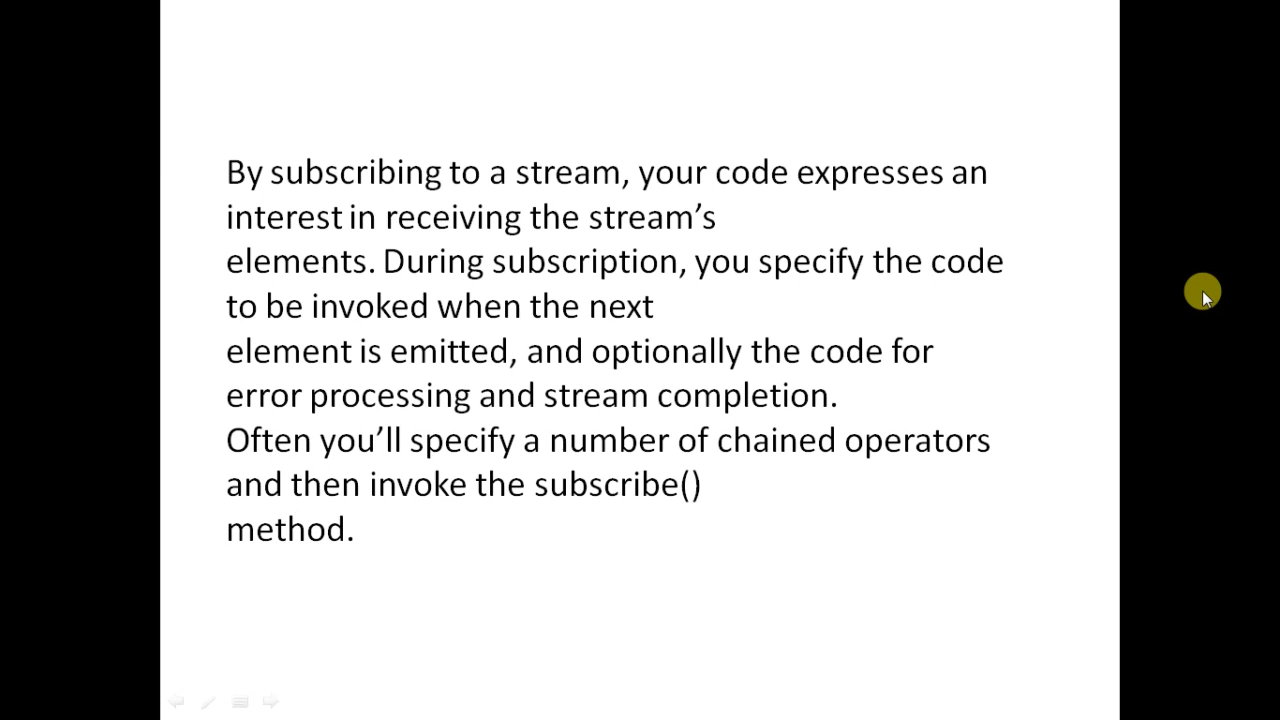 By subscribing to a stream, your code expresses an
interest in receiving the stream’s
elements. During subscription, you specify the code
to be invoked when the next
element is emitted, and optionally the code for
error processing and stream completion.
Often you’ll specify a number of chained operators
and then invoke the subscribe()
method.